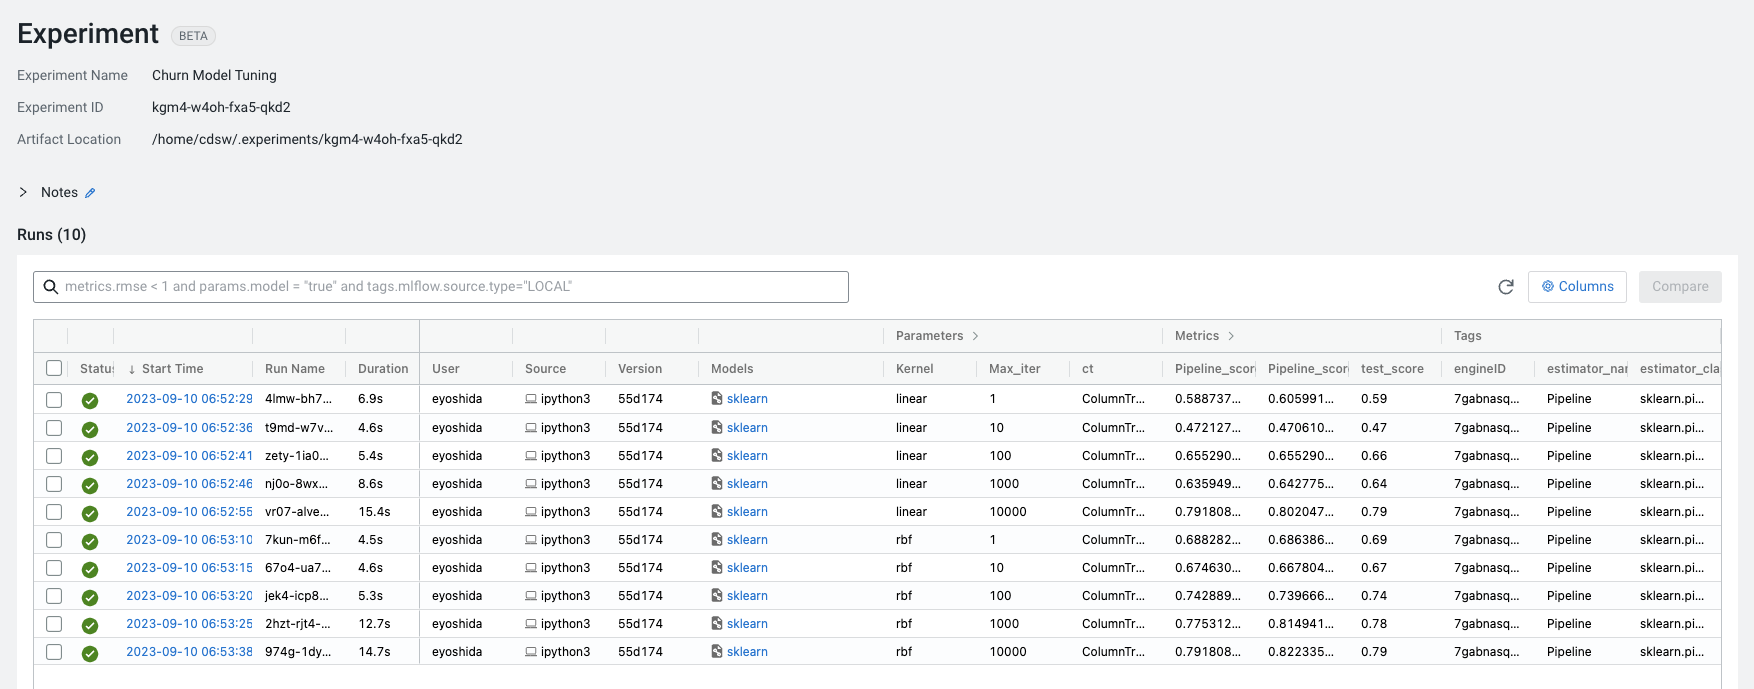 Experiment BETA
Experiment Name Churn Model Tuning
Experiment ID kgm4-w4oh-fxa5-qkd2
Artifact Location /home/cdsw/.experiments/kgm4-w4oh-fxa5-qkd2
Notes
Runs (10)
metrics.rmse < 1 and params.model = "true" and tags.mlflow.source.type="LOCAL" Columns Compare
Parameters Metrics Tags
Status ↓ Start Time Run Name Duration User Source Version Models Kernel Max_iter ct Pipeline_scor Pipeline_scor test_score engineID estimator_nar estimator_cla
2023-09-10 06:52:29 4lmw-bh7... 6.9s eyoshida ipython3 55d174 sklearn linear 1 ColumnTr... 0.588737... 0.605991... 0.59 7gabnasq... Pipeline sklearn.pi...
2023-09-10 06:52:36 t9md-w7v... 4.6s eyoshida ipython3 55d174 sklearn linear 10 ColumnTr... 0.472127... 0.470610... 0.47 7gabnasq... Pipeline sklearn.pi...
2023-09-10 06:52:41 zety-1ia0... 5.4s eyoshida ipython3 55d174 sklearn linear 100 ColumnTr... 0.655290... 0.655290... 0.66 7gabnasq... Pipeline sklearn.pi...
2023-09-10 06:52:46 nj0o-8wx... 8.6s eyoshida ipython3 55d174 sklearn linear 1000 ColumnTr... 0.635949... 0.642775... 0.64 7gabnasq... Pipeline sklearn.pi...
2023-09-10 06:52:55 vr07-alve... 15.4s eyoshida ipython3 55d174 sklearn linear 10000 ColumnTr... 0.791808... 0.802047... 0.79 7gabnasq... Pipeline sklearn.pi...
2023-09-10 06:53:10 7kun-m6f... 4.5s eyoshida ipython3 55d174 sklearn rbf 1 ColumnTr... 0.688282... 0.686386... 0.69 7gabnasq... Pipeline sklearn.pi...
2023-09-10 06:53:15 67o4-ua7... 4.6s eyoshida ipython3 55d174 sklearn rbf 10 ColumnTr... 0.674630... 0.667804... 0.67 7gabnasq... Pipeline sklearn.pi...
2023-09-10 06:53:20 jek4-icp8... 5.3s eyoshida ipython3 55d174 sklearn rbf 100 ColumnTr... 0.742889... 0.739666... 0.74 7gabnasq... Pipeline sklearn.pi...
2023-09-10 06:53:25 2hzt-rjt4-... 12.7s eyoshida ipython3 55d174 sklearn rbf 1000 ColumnTr... 0.775312... 0.814941... 0.78 7gabnasq... Pipeline sklearn.pi...
2023-09-10 06:53:38 974g-1dy... 14.7s eyoshida ipython3 55d174 sklearn rbf 10000 ColumnTr... 0.791808... 0.822335... 0.79 7gabnasq... Pipeline sklearn.pi...